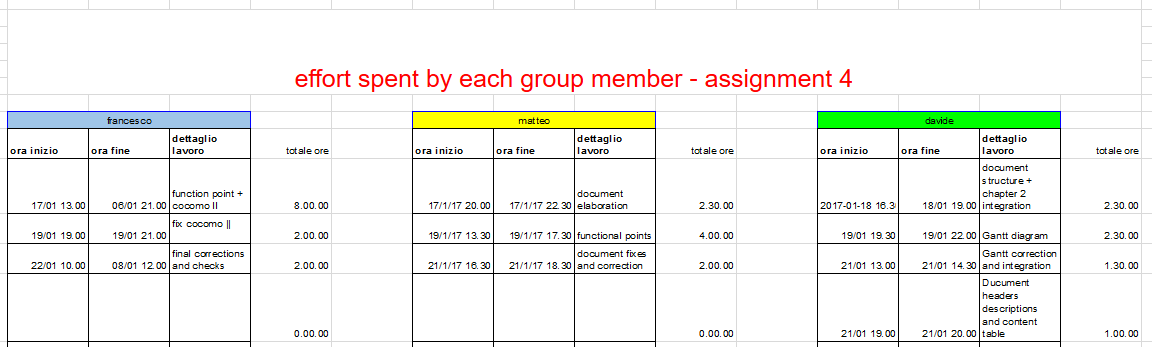 effort spent by each group member - assignment 4
francesco matteo davide
ora inizio ora fine dettaglio lavoro totale ore ora inizio ora fine dettaglio lavoro totale ore ora inizio ora fine dettaglio lavoro totale ore
17/01 13.00 06/01 21.00 function point + cocomo II 8.00.00 17/1/17 20.00 17/1/17 22.30 document elaboration 2.30.00 2017-01-18 16.3 18/01 19.00 document structure + chapter 2 integration 2.30.00
19/01 19.00 19/01 21.00 fix cocomo || 2.00.00 19/1/17 13.30 19/1/17 17.30 functional points 4.00.00 19/01 19.30 19/01 22.00 Gantt diagram 2.30.00
22/01 10.00 08/01 12.00 final corrections and checks 2.00.00 21/1/17 16.30 21/1/17 18.30 document fixes and correction 2.00.00 21/01 13.00 21/01 14.30 Gantt correction and integration 1.30.00
0.00.00 0.00.00 21/01 19.00 21/01 20.00 Ducument headers descriptions and content table 1.00.00